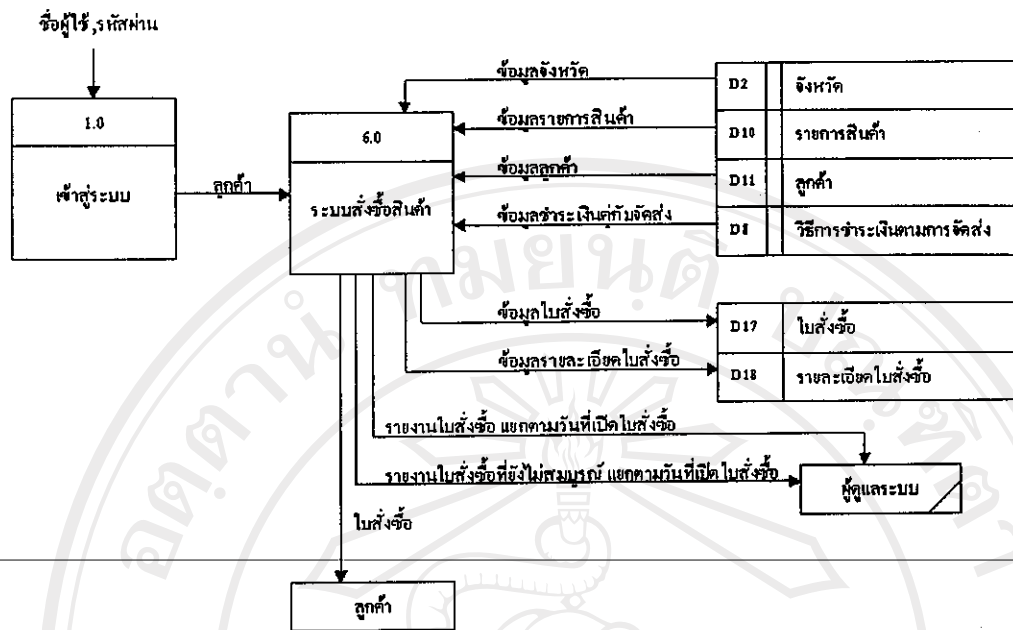 ชื่อผู้ใช้,รหัสผ่าน
1.0
เข้าสู่ระบบ
ลูกค้า
6.0
ระบบสั่งซื้อสินค้า
ข้อมูลจังหวัด
D2 จังหวัด
ข้อมูลรายการสินค้า
D10 รายการสินค้า
ข้อมูลลูกค้า
D11 ลูกค้า
ข้อมูลชำระเงินคู่กับจัดส่ง
D8 วิธีการชำระเงินตามการจัดส่ง
ข้อมูลใบสั่งซื้อ
D17 ใบสั่งซื้อ
ข้อมูลรายละเอียดใบสั่งซื้อ
D18 รายละเอียดใบสั่งซื้อ
รายงานใบสั่งซื้อ แยกตามวันที่เปิดใบสั่งซื้อ
รายงานใบสั่งซื้อที่ยังไม่สมบูรณ์ แยกตามวันที่เปิดใบสั่งซื้อ
ผู้ดูแลระบบ
ใบสั่งซื้อ
ลูกค้า